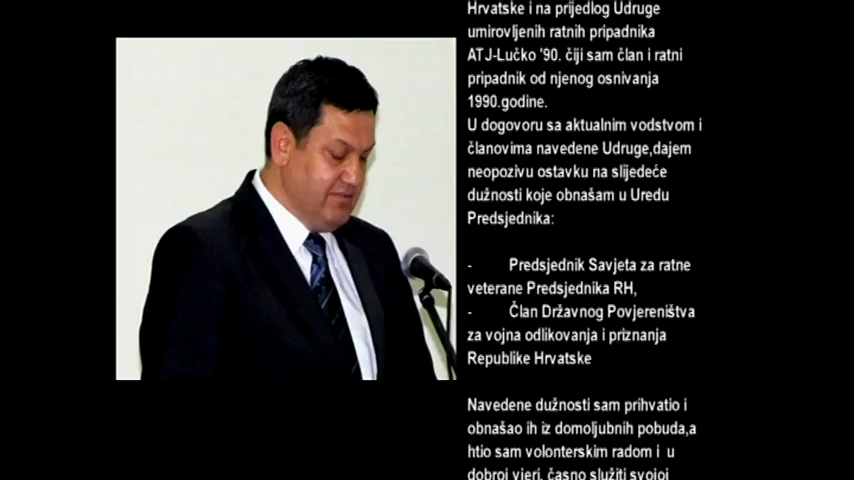 Hrvatske i na prijedlog Udruge
umirovljenih ratnih pripadnika
ATJ-Lučko '90. čiji sam član i ratni
pripadnik od njenog osnivanja
1990.godine.
U dogovoru sa aktualnim vodstvom i
članovima navedene Udruge,dajem
neopozivu ostavku na slijedeće
dužnosti koje obnašam u Uredu
Predsjednika:
- Predsjednik Savjeta za ratne
veterane Predsjednika RH,
- Član Državnog Povjereništva
za vojna odlikovanja i priznanja
Republike Hrvatske
Navedene dužnosti sam prihvatio i
obnašao ih iz domoljubnih pobuda,a
htio sam volonterskim radom i u
dobroj vjeri, časno služiti svojoj